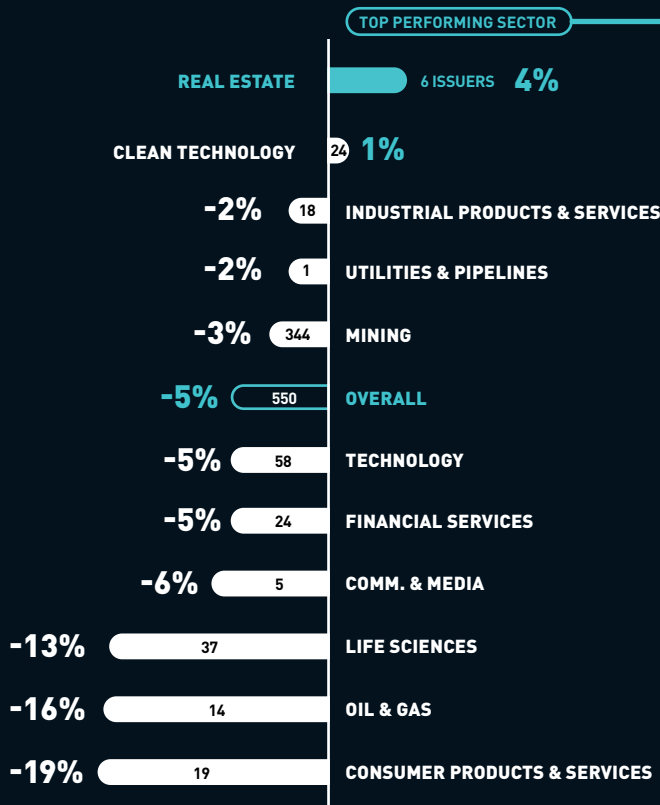 TOP PERFORMING SECTOR
REAL ESTATE 6 ISSUERS 4%
CLEAN TECHNOLOGY 24 1%
-2% 18 INDUSTRIAL PRODUCTS & SERVICES
-2% 1 UTILITIES & PIPELINES
-3% 344 MINING
-5% 550 OVERALL
-5% 58 TECHNOLOGY
-5% 24 FINANCIAL SERVICES
-6% 5 COMM. & MEDIA
-13% 37 LIFE SCIENCES
-16% 14 OIL & GAS
-19% 19 CONSUMER PRODUCTS & SERVICES